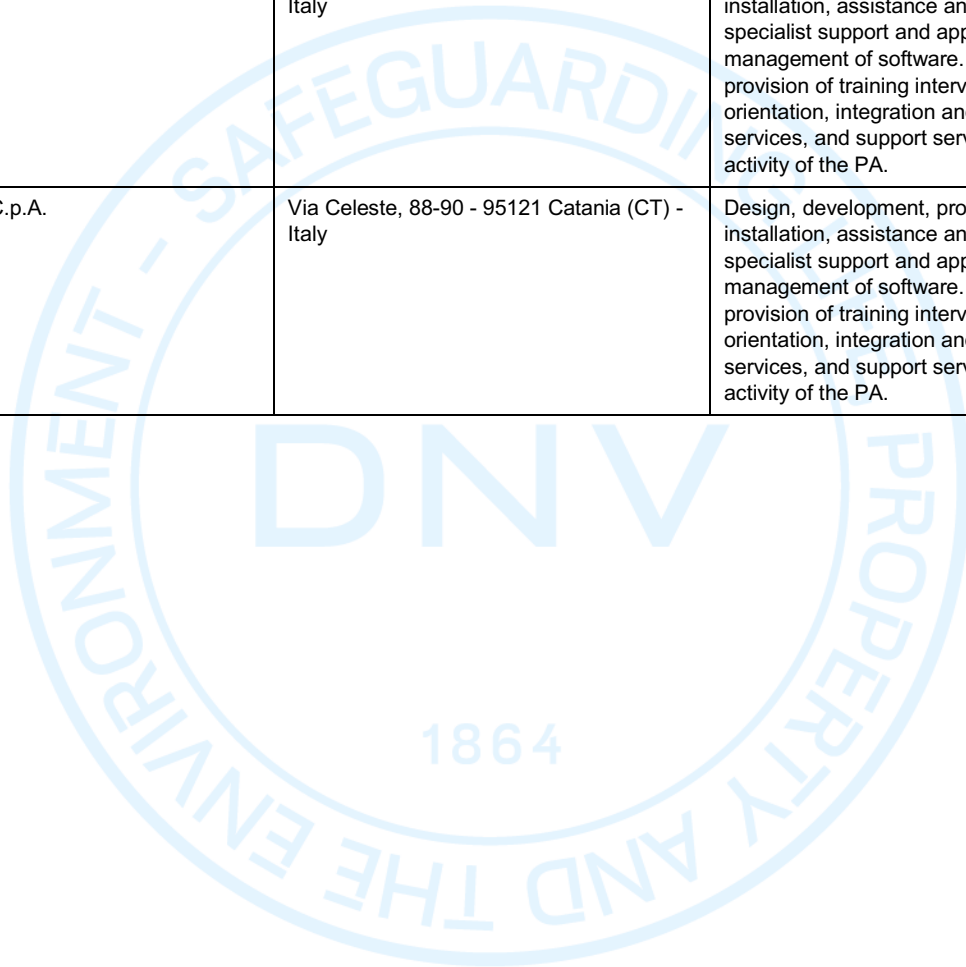 Italy
installation, assistance an
specialist support and app
management of software.
provision of training interv
orientation, integration an
services, and support serv
activity of the PA.
C.p.A.
Via Celeste, 88-90 - 95121 Catania (CT) -
Italy
Design, development, pro
installation, assistance an
specialist support and app
management of software.
provision of training interv
orientation, integration an
services, and support serv
activity of the PA.
SAFEGUARDING LIFE PROPERTY AND THE ENVIRONMENT -
DNV
1864